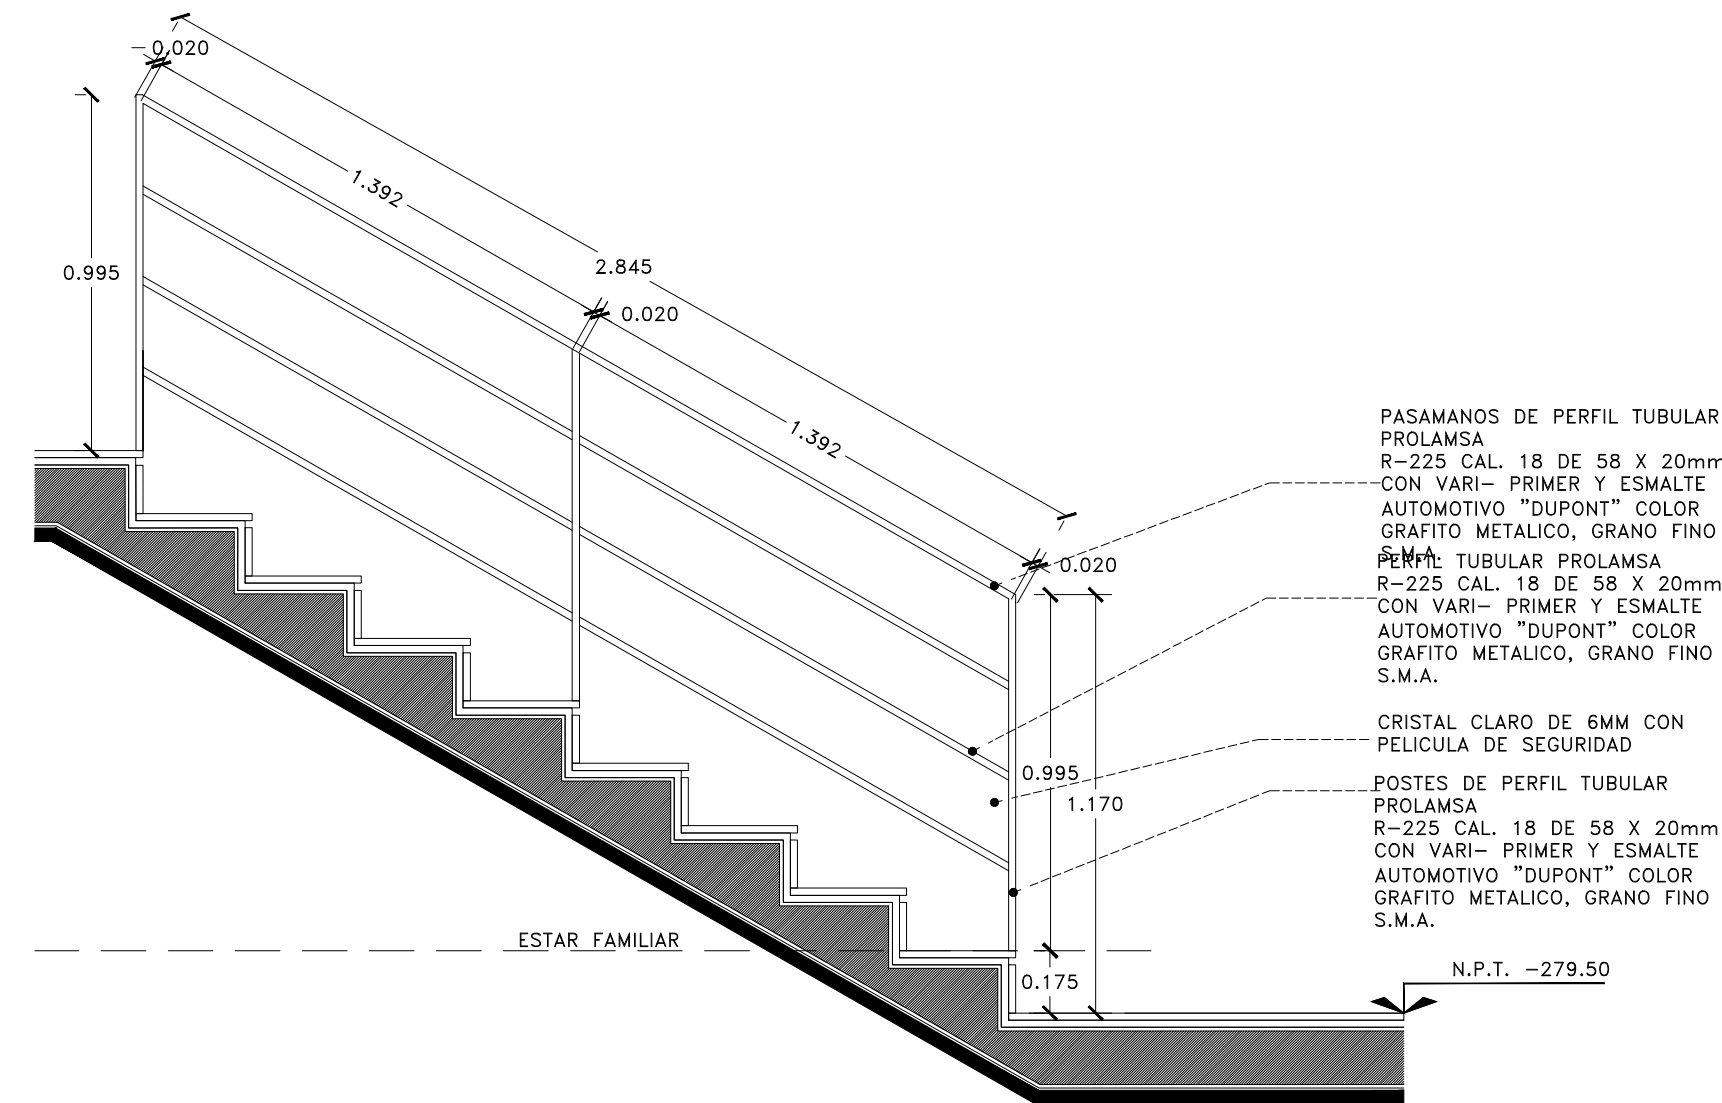 0.020
1.392
0.995
2.845
0.020
1.392
PASAMANOS DE PERFIL TUBULAR
PROLAMSA
R-225 CAL. 18 DE 58 X 20mm
CON VARI- PRIMER Y ESMALTE
AUTOMOTIVO "DUPONT" COLOR
GRAFITO METALICO, GRANO FINO
S.M.A.
0.020
PERFIL TUBULAR PROLAMSA
R-225 CAL. 18 DE 58 X 20mm
CON VARI- PRIMER Y ESMALTE
AUTOMOTIVO "DUPONT" COLOR
GRAFITO METALICO, GRANO FINO
S.M.A.
CRISTAL CLARO DE 6MM CON
PELICULA DE SEGURIDAD
0.995
1.170
POSTES DE PERFIL TUBULAR
PROLAMSA
R-225 CAL. 18 DE 58 X 20mm
CON VARI- PRIMER Y ESMALTE
AUTOMOTIVO "DUPONT" COLOR
GRAFITO METALICO, GRANO FINO
S.M.A.
ESTAR FAMILIAR
0.175
N.P.T. -279.50